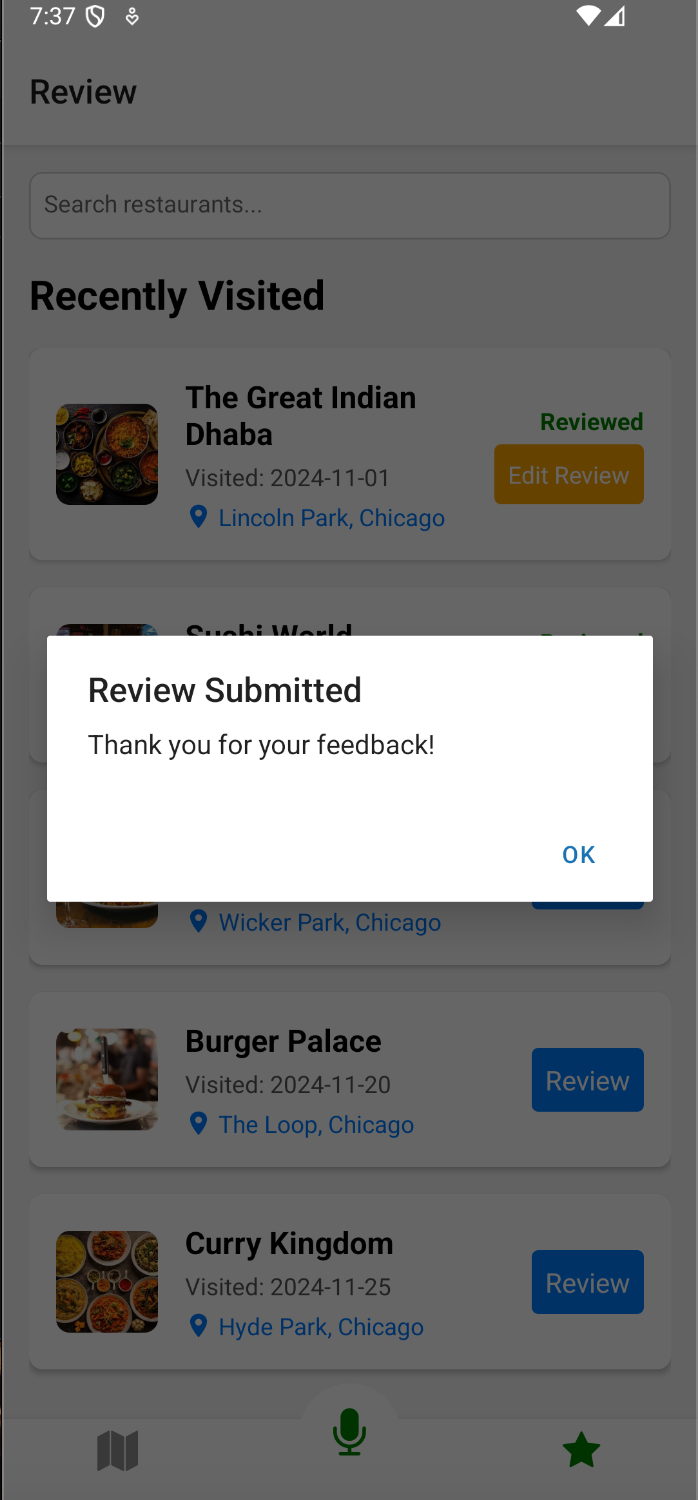 7:37
Review
Search restaurants...
Recently Visited
The Great Indian
Dhaba
Reviewed
Visited: 2024-11-01
Edit Review
Lincoln Park, Chicago
Sushi World
Review Submitted
Thank you for your feedback!
OK
Wicker Park, Chicago
Burger Palace
Visited: 2024-11-20
Review
The Loop, Chicago
Curry Kingdom
Visited: 2024-11-25
Review
Hyde Park, Chicago